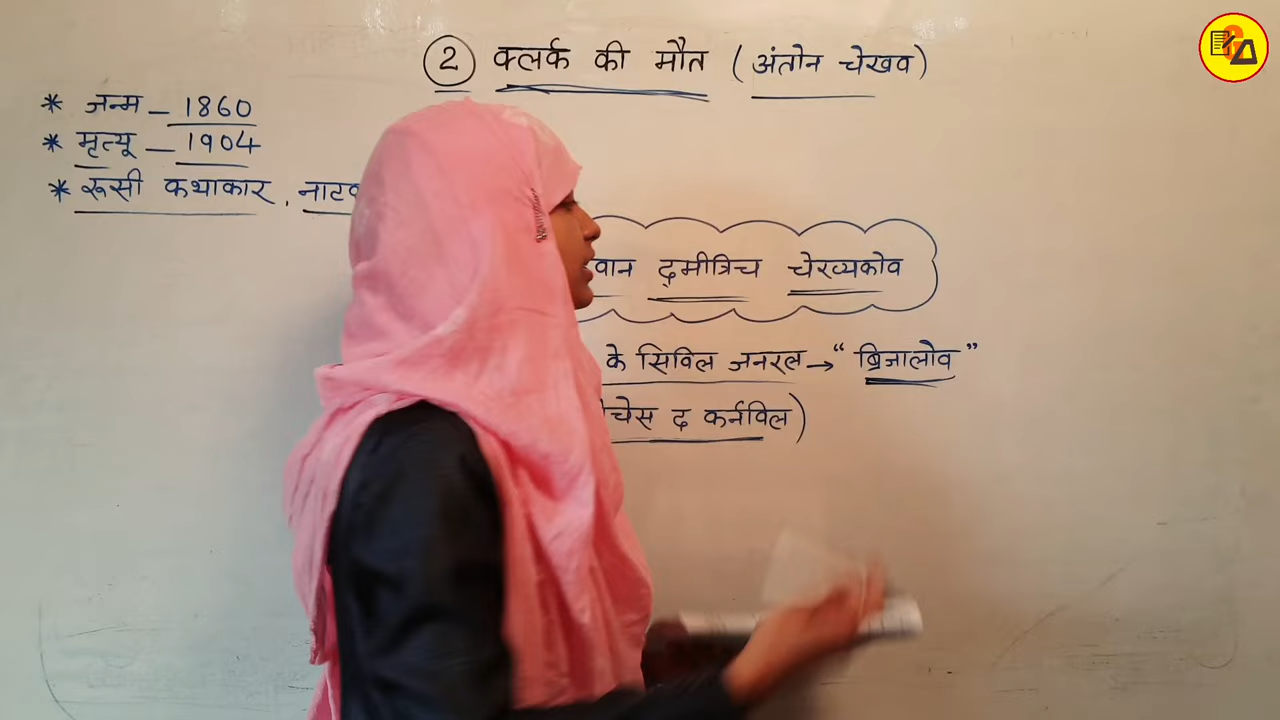 ② क्लर्क की मौत (अंतोन चेखव)
* जन्म – 1860
* मृत्यू – 1904
* रूसी कथाकार,
द्मीत्रिच चेरव्यकोव
के सिविल जनरल → “ब्रिजालोव”
द कर्नविल)